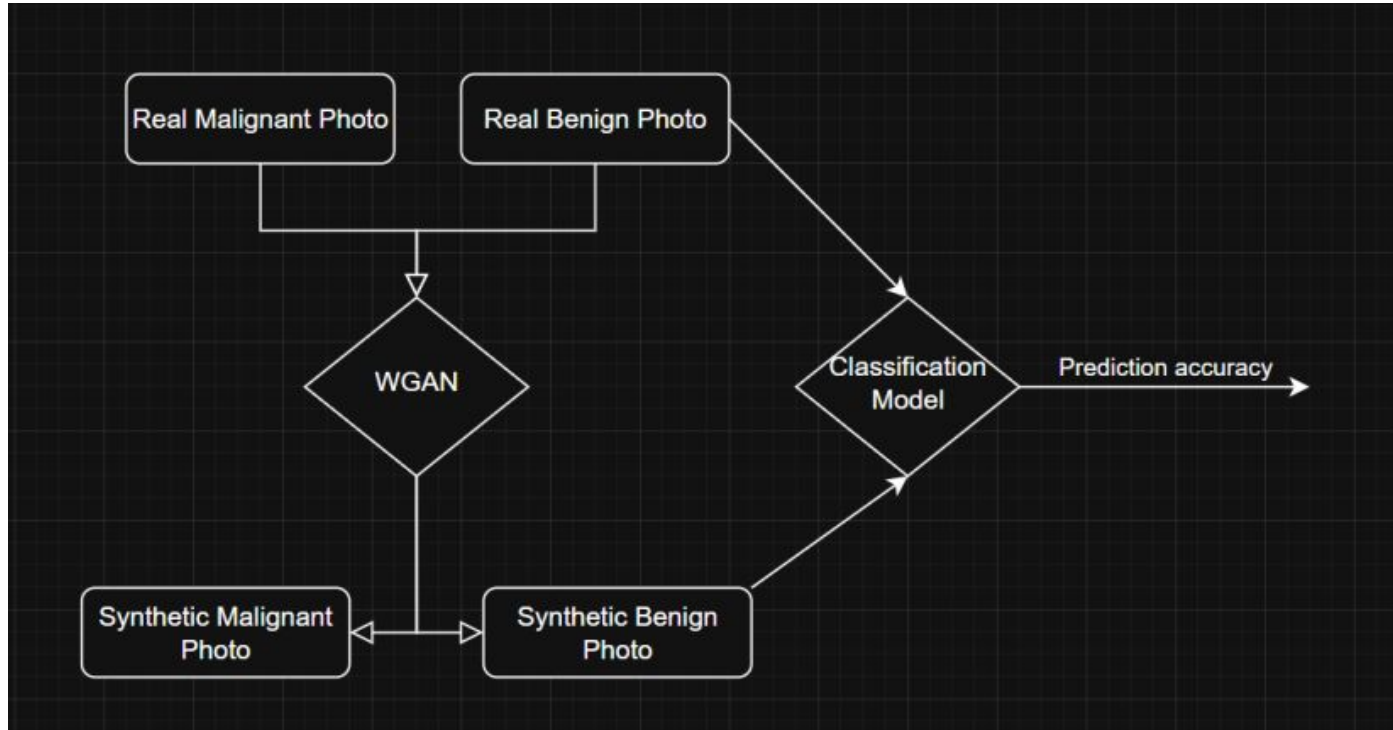 Real Malignant Photo
Real Benign Photo
WGAN
Classification
Model
Prediction accuracy
Synthetic Malignant
Photo
Synthetic Benign
Photo